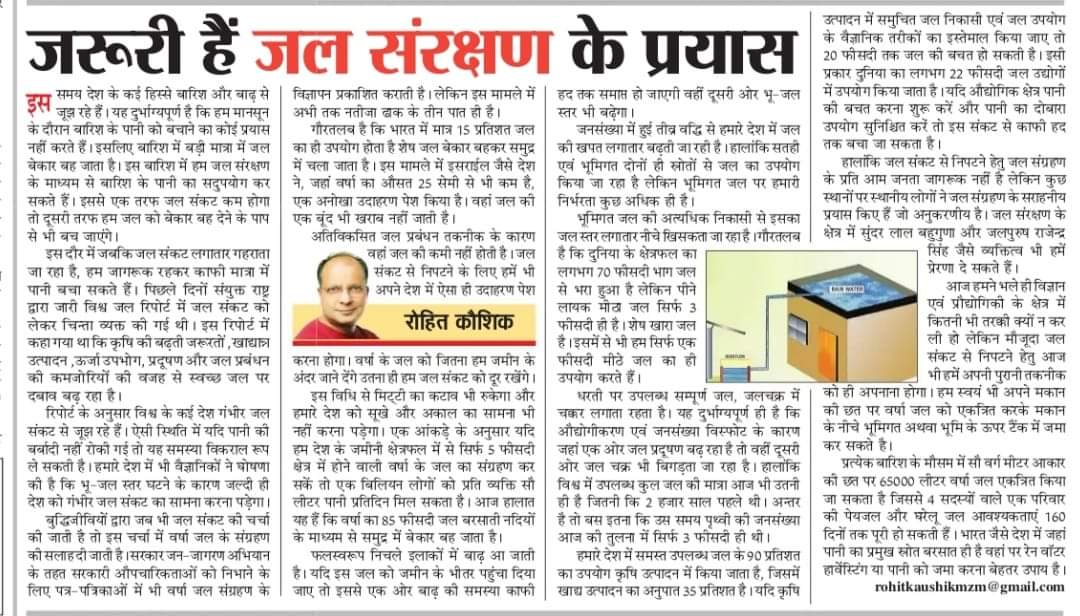 जरूरी हैं जल संरक्षण के प्रयास
इस समय देश के कई हिस्से बारिश और बाढ़ से
जूझ रहे हैं। यह दुर्भाग्यपूर्ण है कि हम मानसून
के दौरान बारिश के पानी को बचाने का कोई प्रयास
नहीं करते हैं। इसलिए बारिश में बड़ी मात्रा में जल
बेकार बह जाता है। इस बारिश में हम जल संरक्षण
के माध्यम से बारिश के पानी का सदुपयोग कर
सकते हैं। इससे एक तरफ जल संकट कम होगा
तो दूसरी तरफ हम जल को बेकार बह देने के पाप
से भी बच जाएंगे।
इस दौर में जबकि जल संकट लगातार गहराता
जा रहा है, हम जागरूक रहकर काफी मात्रा में
पानी बचा सकते हैं। पिछले दिनों संयुक्त राष्ट्र
द्वारा जारी विश्व जल रिपोर्ट में जल संकट को
लेकर चिन्ता व्यक्त की गई थी। इस रिपोर्ट में
कहा गया था कि कृषि की बढ़ती जरूरतों, खाद्यान्न
उत्पादन, ऊर्जा उपभोग, प्रदूषण और जल प्रबंधन
की कमजोरियों की वजह से स्वच्छ जल पर
दबाव बढ़ रहा है।
रिपोर्ट के अनुसार विश्व के कई देश गंभीर जल
संकट से जूझ रहे हैं। ऐसी स्थिति में यदि पानी की
बर्बादी नहीं रोकी गई तो यह समस्या विकराल रूप
ले सकती है। हमारे देश में भी वैज्ञानिकों ने घोषणा
की है कि भू-जल स्तर घटने के कारण जल्दी ही
देश को गंभीर जल संकट का सामना करना पड़ेगा।
बुद्धिजीवियों द्वारा जब भी जल संकट की चर्चा
की जाती है तो इस चर्चा में वर्षा जल के संग्रहण
की सलाह दी जाती है। सरकार जन-जागरण अभियान
के तहत सरकारी औपचारिकताओं को निभाने के
लिए पत्र-पत्रिकाओं में भी वर्षा जल संग्रहण के
विज्ञापन प्रकाशित कराती है। लेकिन इस मामले में
अभी तक नतीजा ढाक के तीन पात ही है।
गौरतलब है कि भारत में मात्र 15 प्रतिशत जल
का ही उपयोग होता है शेष जल बेकार बहकर समुद्र
में चला जाता है। इस मामले में इसराईल जैसे देश
ने, जहां वर्षा का औसत 25 सेमी से भी कम है,
एक अनोखा उदाहरण पेश किया है। वहां जल की
एक बूंद भी खराब नहीं जाती है।
अतिविकसित जल प्रबंधन तकनीक के कारण
वहां जल की कमी नहीं होती है। जल
संकट से निपटने के लिए हमें भी
अपने देश में ऐसा ही उदाहरण पेश
रोहित कौशिक
करना होगा। वर्षा के जल को जितना हम जमीन के
अंदर जाने देंगे उतना ही हम जल संकट को दूर रखेंगे।
इस विधि से मिट्टी का कटाव भी रुकेगा और
हमारे देश को सूखे और अकाल का सामना भी
नहीं करना पड़ेगा। एक आंकड़े के अनुसार यदि
हम देश के जमीनी क्षेत्रफल में से सिर्फ 5 फीसदी
क्षेत्र में होने वाली वर्षा के जल का संग्रहण कर
सकें तो एक बिलियन लोगों को प्रति व्यक्ति सौ
लीटर पानी प्रतिदिन मिल सकता है। आज हालात
यह हैं कि वर्षा का 85 फीसदी जल बरसाती नदियों
के माध्यम से समुद्र में बेकार बह जाता है।
फलस्वरूप निचले इलाकों में बाढ़ आ जाती
है। यदि इस जल को जमीन के भीतर पहुंचा दिया
जाए तो इससे एक ओर बाढ़ की समस्या काफी
हद तक समाप्त हो जाएगी वहीं दूसरी ओर भू-जल
स्तर भी बढ़ेगा।
जनसंख्या में हुई तीव्र वृद्धि से हमारे देश में जल
की खपत लगातार बढ़ती जा रही है। हालांकि सतही
एवं भूमिगत दोनों ही स्रोतों से जल का उपयोग
किया जा रहा है लेकिन भूमिगत जल पर हमारी
निर्भरता कुछ अधिक ही है।
भूमिगत जल की अत्यधिक निकासी से इसका
जल स्तर लगातार नीचे खिसकता जा रहा है। गौरतलब
है कि दुनिया के क्षेत्रफल का
लगभग 70 फीसदी भाग जल
से भरा हुआ है लेकिन पीने
लायक मीठा जल सिर्फ 3
फीसदी ही है। शेष खारा जल
है। इसमें से भी हम सिर्फ एक
फीसदी मीठे जल का ही
उपयोग करते हैं।
धरती पर उपलब्ध सम्पूर्ण जल, जलचक्र में
चक्कर लगाता रहता है। यह दुर्भाग्यपूर्ण ही है कि
औद्योगीकरण एवं जनसंख्या विस्फोट के कारण
जहां एक ओर जल प्रदूषण बढ़ रहा है तो वहीं दूसरी
ओर जल चक्र भी बिगड़ता जा रहा है। हालांकि
विश्व में उपलब्ध कुल जल की मात्रा आज भी उतनी
ही है जितनी कि 2 हजार साल पहले थी। अन्तर
है तो बस इतना कि उस समय पृथ्वी की जनसंख्या
आज की तुलना में सिर्फ 3 फीसदी ही थी।
हमारे देश में समस्त उपलब्ध जल के 90 प्रतिशत
का उपयोग कृषि उत्पादन में किया जाता है, जिसमें
खाद्य उत्पादन का अनुपात 35 प्रतिशत है। यदि कृषि
उत्पादन में समुचित जल निकासी एवं जल उपयोग
के वैज्ञानिक तरीकों का इस्तेमाल किया जाए तो
20 फीसदी तक जल की बचत हो सकती है। इसी
प्रकार दुनिया का लगभग 22 फीसदी जल उद्योगों
में उपयोग किया जाता है। यदि औद्योगिक क्षेत्र पानी
की बचत करना शुरू करें और पानी का दोबारा
उपयोग सुनिश्चित करें तो इस संकट से काफी हद
तक बचा जा सकता है।
हालांकि जल संकट से निपटने हेतु जल संग्रहण
के प्रति आम जनता जागरूक नहीं है लेकिन कुछ
स्थानों पर स्थानीय लोगों ने जल संग्रहण के सराहनीय
प्रयास किए हैं जो अनुकरणीय है। जल संरक्षण के
क्षेत्र में सुंदर लाल बहुगुणा और जलपुरुष राजेन्द्र
सिंह जैसे व्यक्तित्व भी हमें
प्रेरणा दे सकते हैं।
RAIN WATER
आज हमने भले ही विज्ञान
एवं प्रौद्योगिकी के क्षेत्र में
कितनी भी तरक्की क्यों न कर
ली हो लेकिन मौजूदा जल
संकट से निपटने हेतु आज
भी हमें अपनी पुरानी तकनीक
को ही अपनाना होगा। हम स्वयं भी अपने मकान
की छत पर वर्षा जल को एकत्रित करके मकान
के नीचे भूमिगत अथवा भूमि के ऊपर टैंक में जमा
कर सकते है।
प्रत्येक बारिश के मौसम में सौ वर्ग मीटर आकार
की छत पर 65000 लीटर वर्षा जल एकत्रित किया
जा सकता है जिससे 4 सदस्यों वाले एक परिवार
की पेयजल और घरेलू जल आवश्यकताएं 160
दिनों तक पूरी हो सकती हैं। भारत जैसे देश में जहां
पानी का प्रमुख स्रोत बरसात ही है वहां पर रेन वॉटर
हार्वेस्टिंग या पानी को जमा करना बेहतर उपाय है।
rohitkaushikmzm@gmail.com